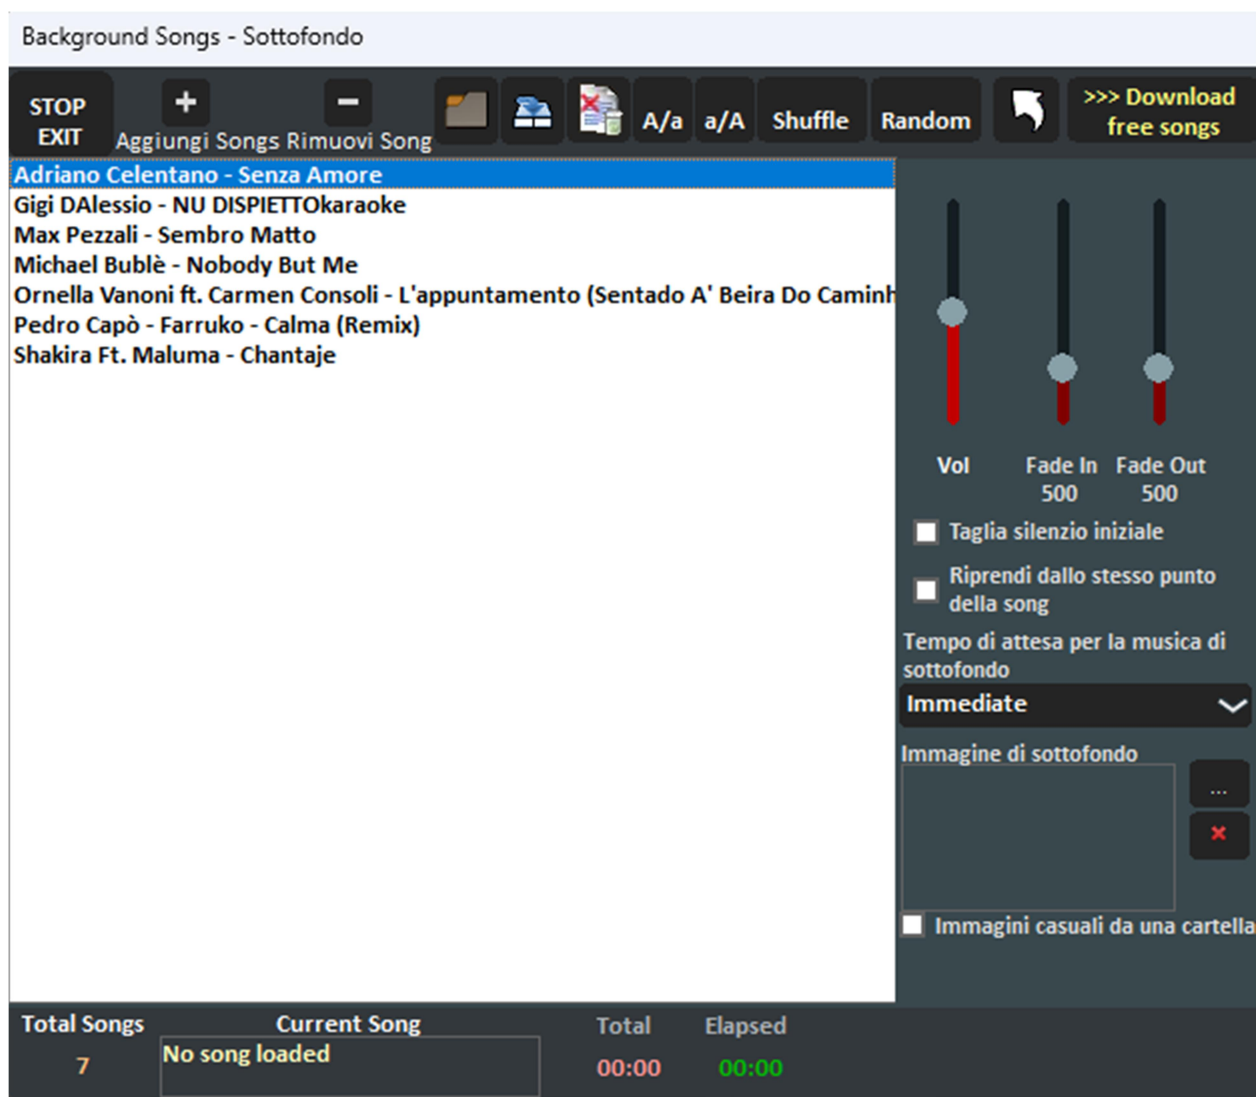 Background Songs - Sottofondo
STOP
EXIT
Aggiungi Songs
Rimuovi Song
A/a
a/A
Shuffle
Random
>>> Download
free songs
Adriano Celentano - Senza Amore
Gigi DAlessio - NU DISPIETTOkaraoke
Max Pezzali - Sembro Matto
Michael Bublè - Nobody But Me
Ornella Vanoni ft. Carmen Consoli - L'appuntamento (Sentado A' Beira Do Caminh
Pedro Capò - Farruko - Calma (Remix)
Shakira Ft. Maluma - Chantaje
Vol
Fade In
500
Fade Out
500
Taglia silenzio iniziale
Riprendi dallo stesso punto
della song
Tempo di attesa per la musica di
sottofondo
Immediate
Immagine di sottofondo
...
Immagini casuali da una cartella
Total Songs
7
Current Song
No song loaded
Total
00:00
Elapsed
00:00